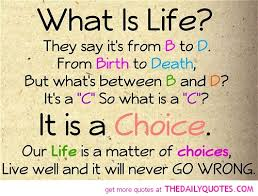 What Is Life?
They say it's from B to D.
From Birth to Death,
But what's between B and D?
It's a "C" So what is a "C"?
It is a Choice.
Our Life is a matter of choices,
Live well and it will never GO WRONG.
get more quotes at THEDAILYQUOTES.COM